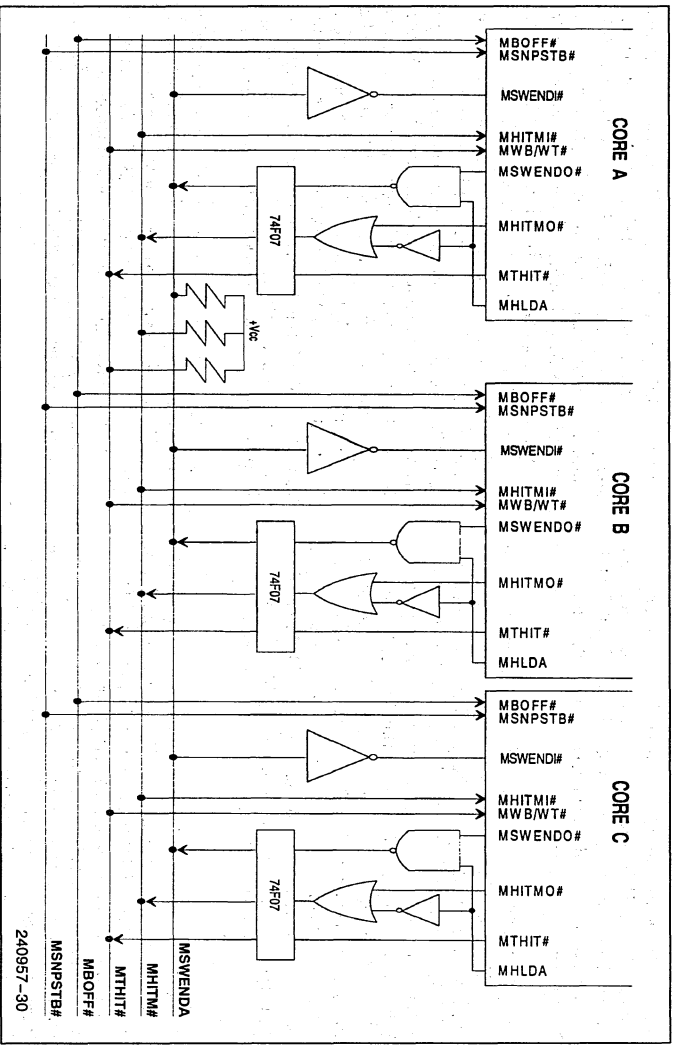 CORE A
MBOFF#
MSNPSTB#
MSWENDI#
MHITMI#
MWB/WT#
MSWENDO#
MHITMO#
MTHIT#
MHLDA
74F07
+Vcc
CORE B
MBOFF#
MSNPSTB#
MSWENDI#
MHITMI#
MWB/WT#
MSWENDO#
MHITMO#
MTHIT#
MHLDA
74F07
CORE C
MBOFF#
MSNPSTB#
MSWENDI#
MHITMI#
MWB/WT#
MSWENDO#
MHITMO#
MTHIT#
MHLDA
74F07
MSWENDA
MHITM#
MTHIT#
MBOFF#
MSNPSTB#
240957-30